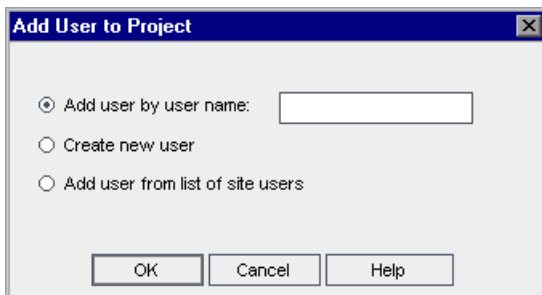 Add User to Project
Add user by user name:
Create new user
Add user from list of site users
OK Cancel Help